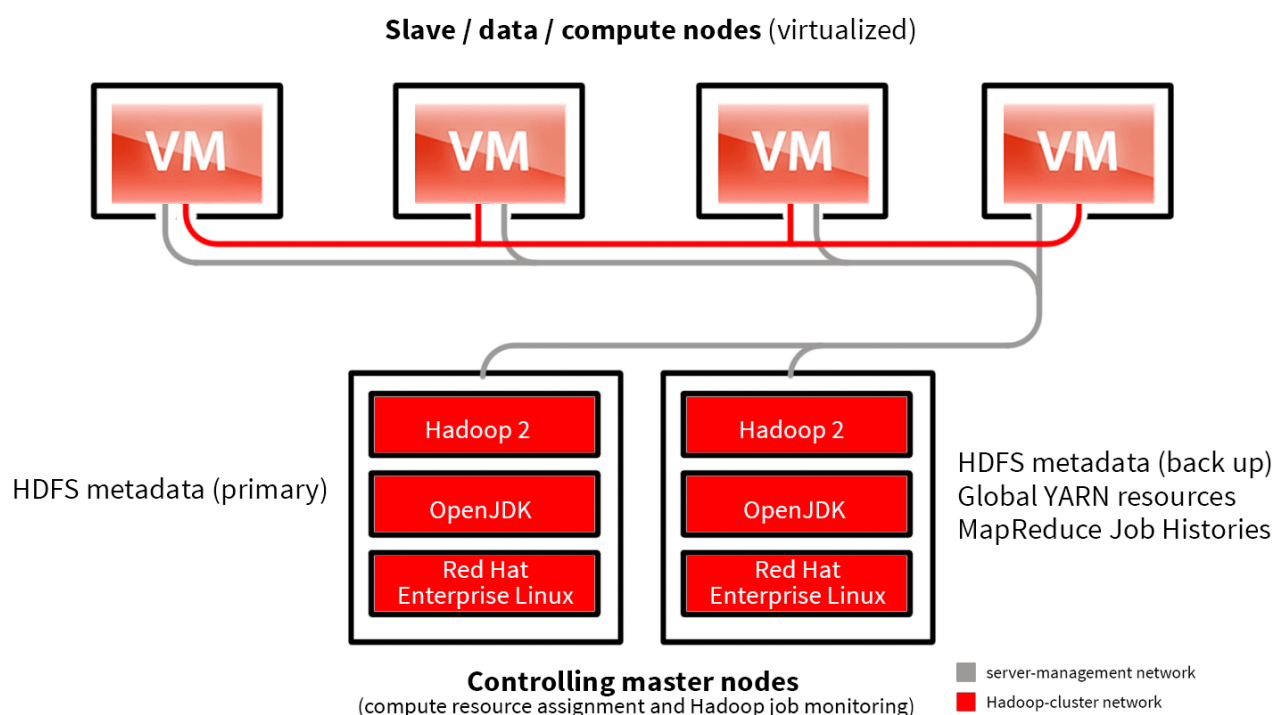 Slave / data / compute nodes (virtualized)
VM
VM
VM
VM
Hadoop 2
OpenJDK
Red Hat
Enterprise Linux
Hadoop 2
OpenJDK
Red Hat
Enterprise Linux
HDFS metadata (primary)
HDFS metadata (back up)
Global YARN resources
MapReduce Job Histories
Controlling master nodes
(compute resource assignment and Hadoop job monitoring)
server-management network
Hadoop-cluster network